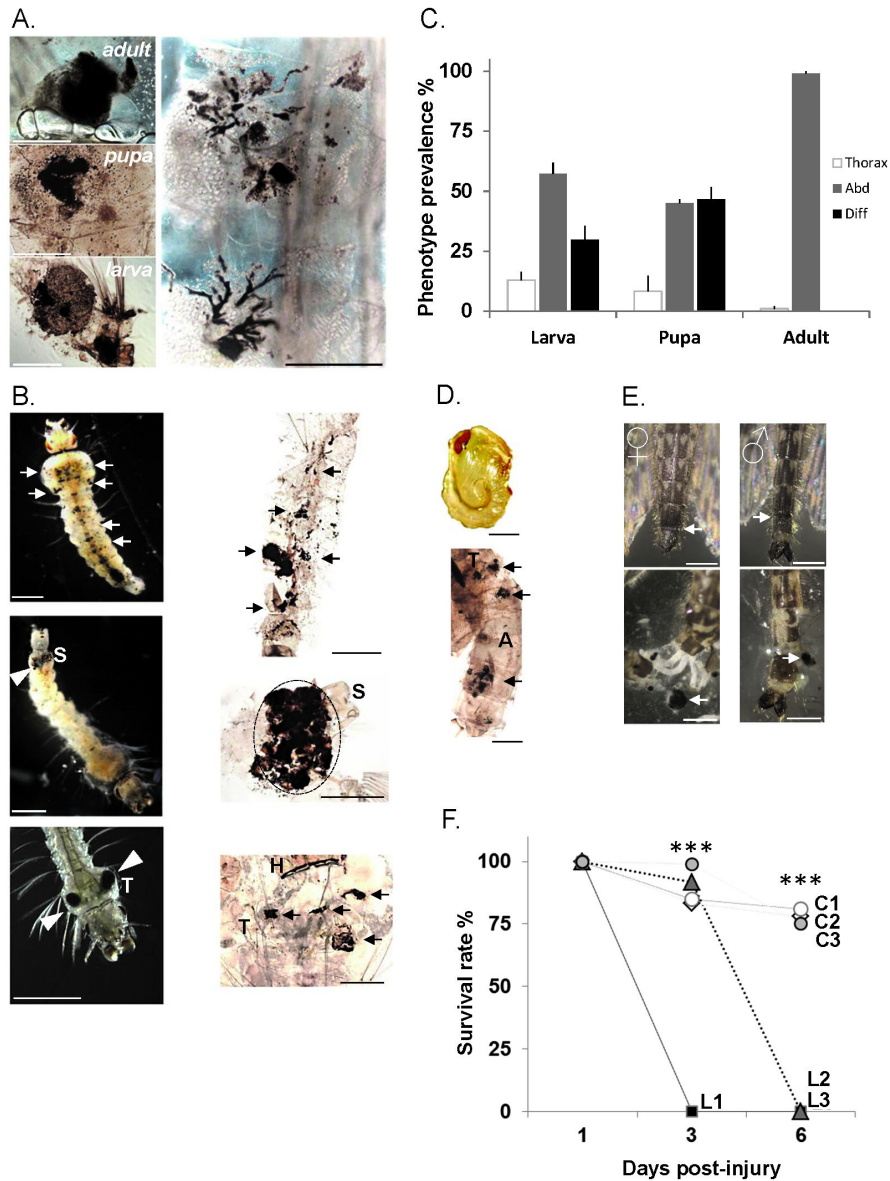 A.
adult
pupa
larva
B.
S
T
S
H
T
C.
Phenotype prevalence %
100
75
50
25
0
Larva
Pupa
Adult
Thorax
Abd
Diff
D.
T
A
E.
♀
♂
F.
Survival rate %
100
75
50
25
0
***
***
C1
C2
C3
L1
L2
L3
1
3
6
Days post-injury